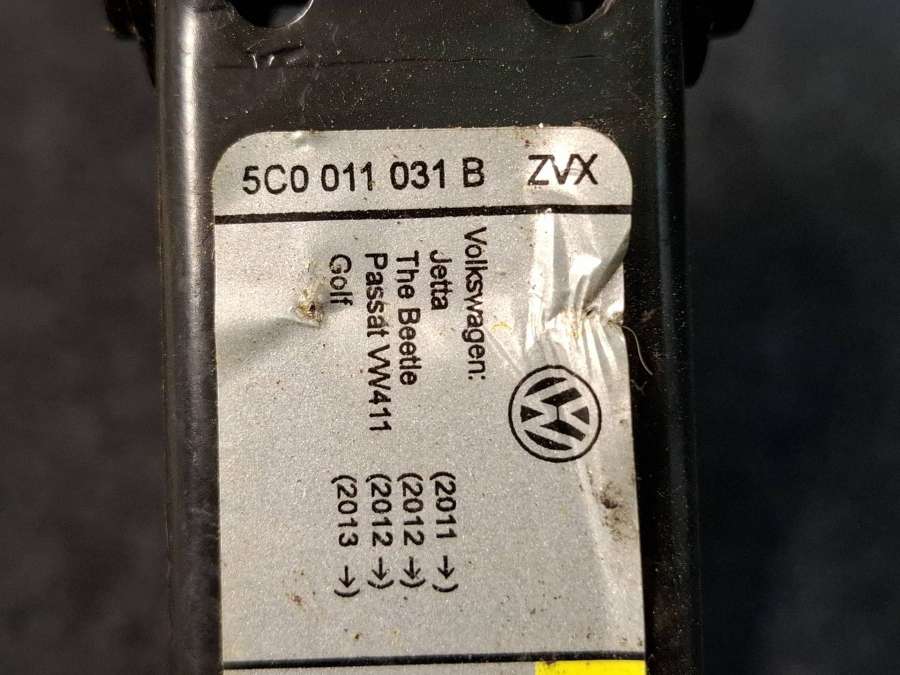 5C0 011 031 B ZVX
Volkswagen:
Jetta (2011 →)
The Beetle (2012 →)
Passat VW411 (2012 →)
Golf (2013 →)